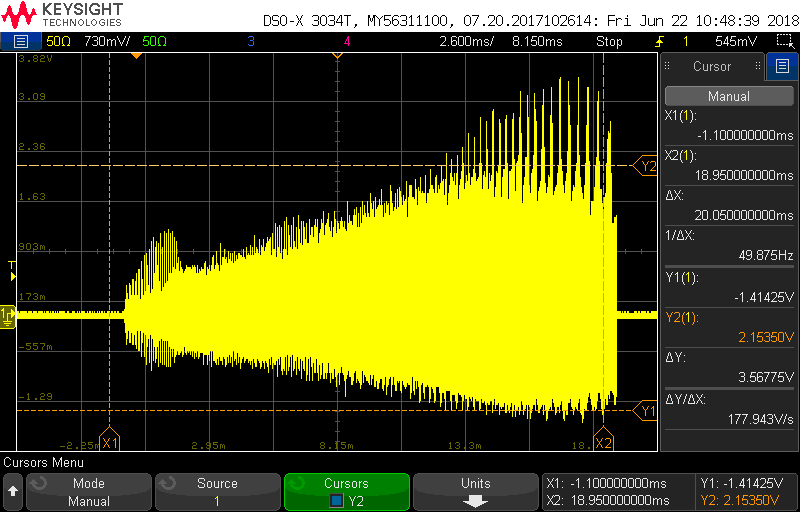 KEYSIGHT
TECHNOLOGIES
DSO-X 3034T, MY56311100, 07.20.2017102614: Fri Jun 22 10:48:39 2018
50Ω 730mV/ 50Ω 3 4 2.600ms/ 8.150ms Stop 1 545mV
3.82V
3.09
2.36
1.63
903m
173m
-557m
-1.29
T
1
Y2
Y1
X1
X2
-2.25m 2.95m 8.15m 13.3m 18.
Cursor
Manual
X1(1):
-1.100000000ms
X2(1):
18.950000000ms
ΔX:
20.050000000ms
1/ΔX:
49.875Hz
Y1(1):
-1.41425V
Y2(1):
2.15350V
ΔY:
3.56775V
ΔY/ΔX:
177.943V/s
Cursors Menu
Mode
Manual
Source
1
Cursors
Y2
Units
X1: -1.100000000ms
X2: 18.950000000ms
Y1: -1.41425V
Y2: 2.15350V